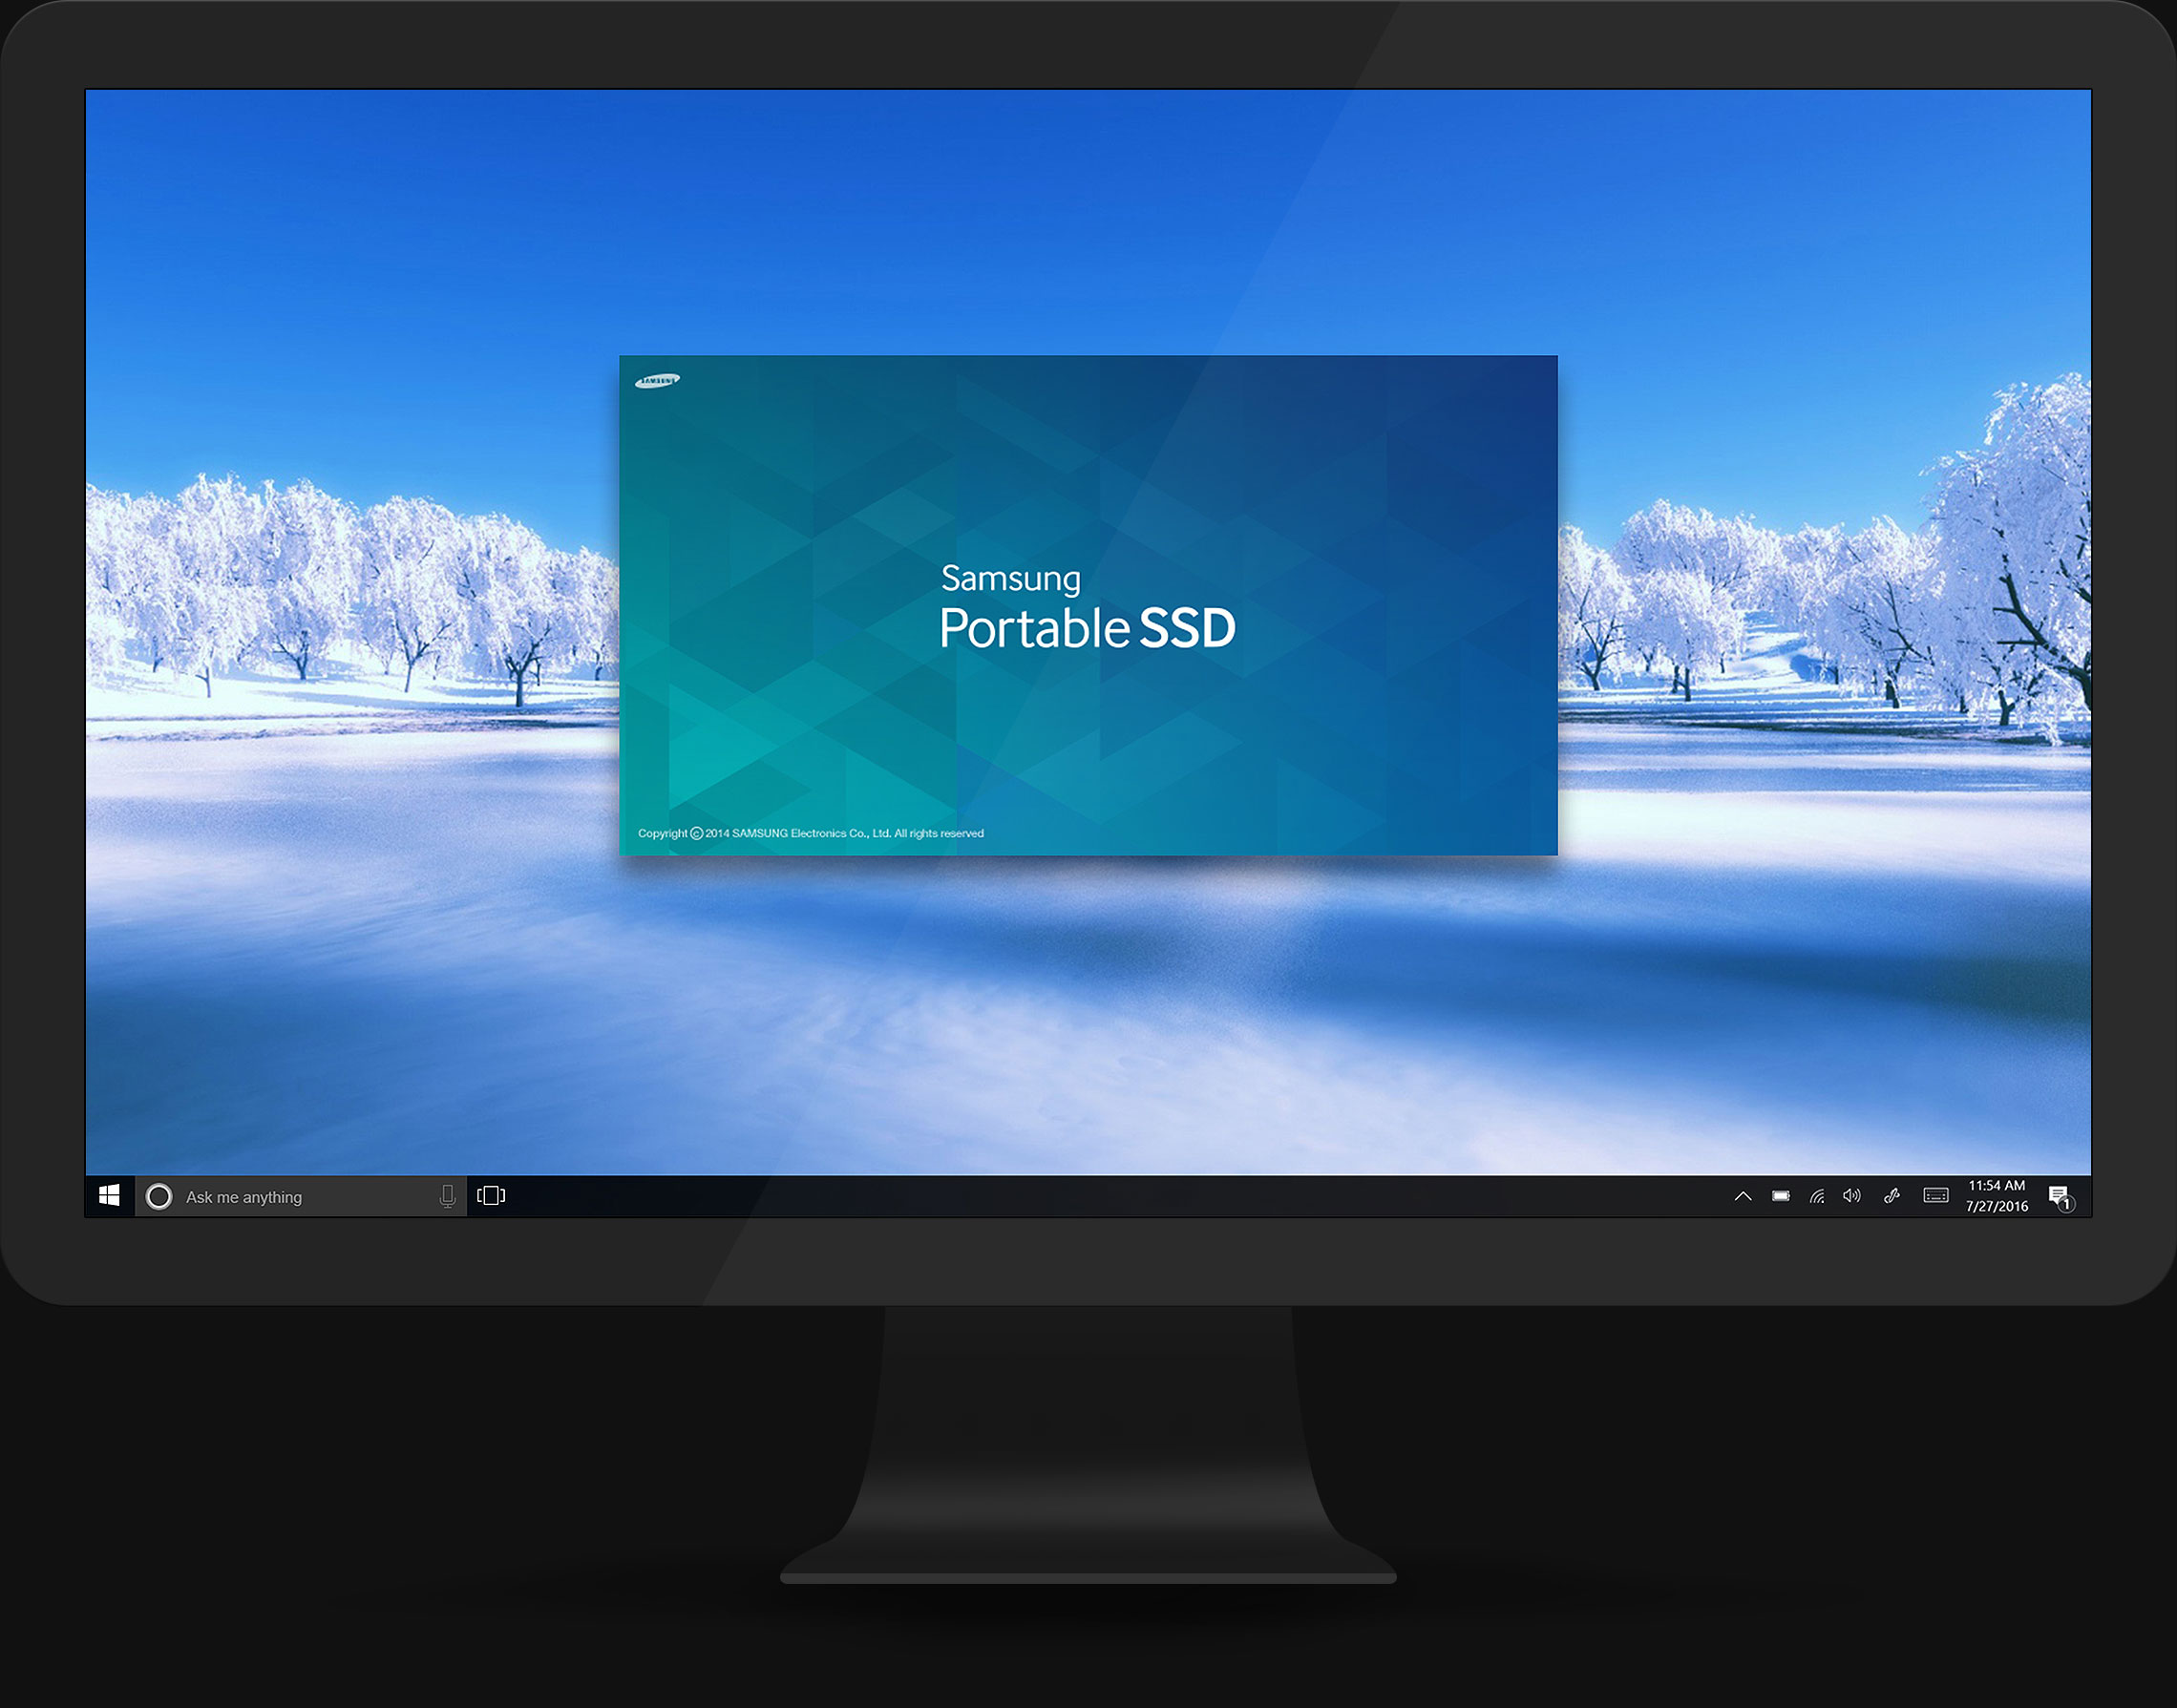 SAMSUNG
Samsung
Portable SSD
Copyright ⓒ 2014 SAMSUNG Electronics Co., Ltd. All rights reserved
Ask me anything
11:54 AM
7/27/2016
1